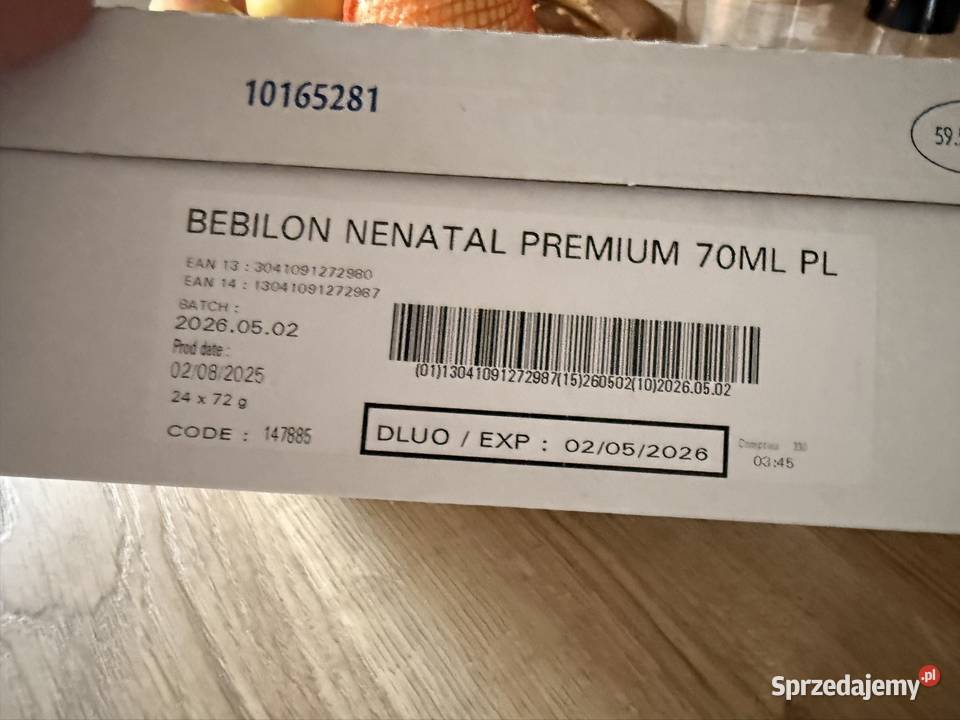 10165281
59.
BEBILON NENATAL PREMIUM 70ML PL
EAN 13 : 3041091272980
EAN 14 : 13041091272987
BATCH :
2026.05.02
Prod date :
02/08/2025
24 x 72 g
CODE : 147885
(01)13041091272987(15)260502(10)2026.05.02
DLUO / EXP : 02/05/2026
03:45
Sprzedajemy.pl